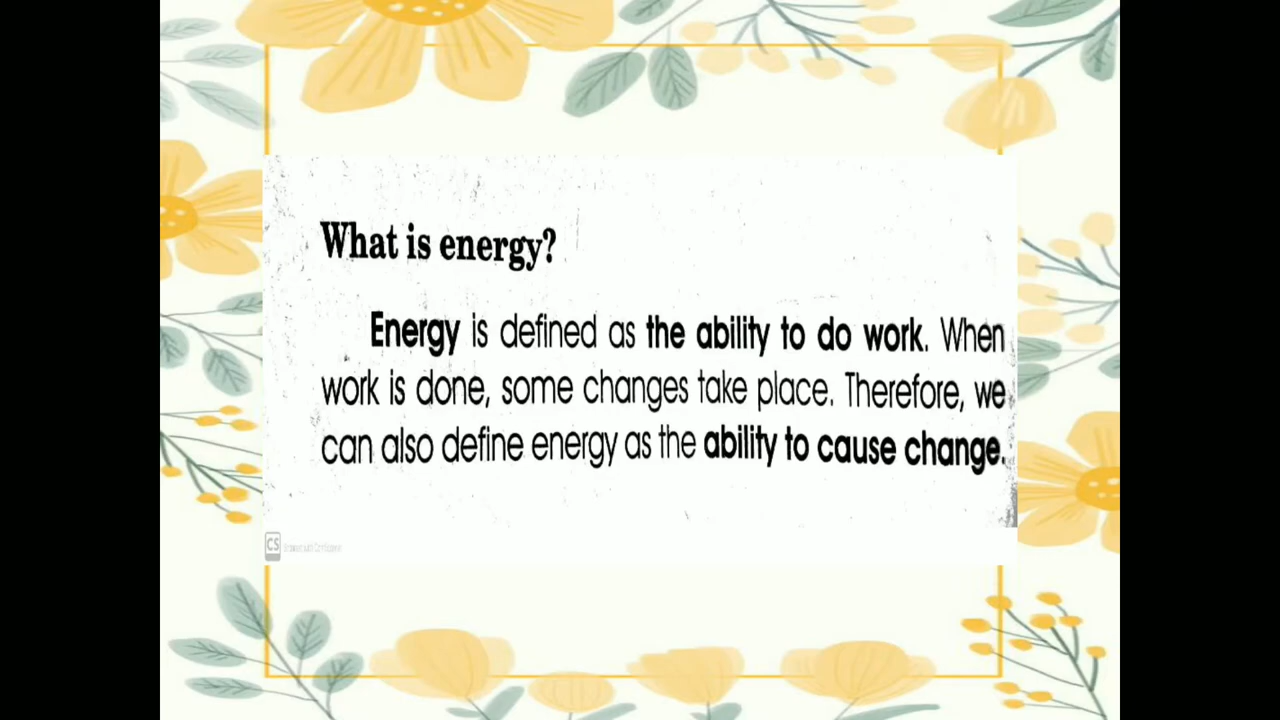 What is energy?
Energy is defined as the ability to do work. When
work is done, some changes take place. Therefore, we
can also define energy as the ability to cause change.
CS